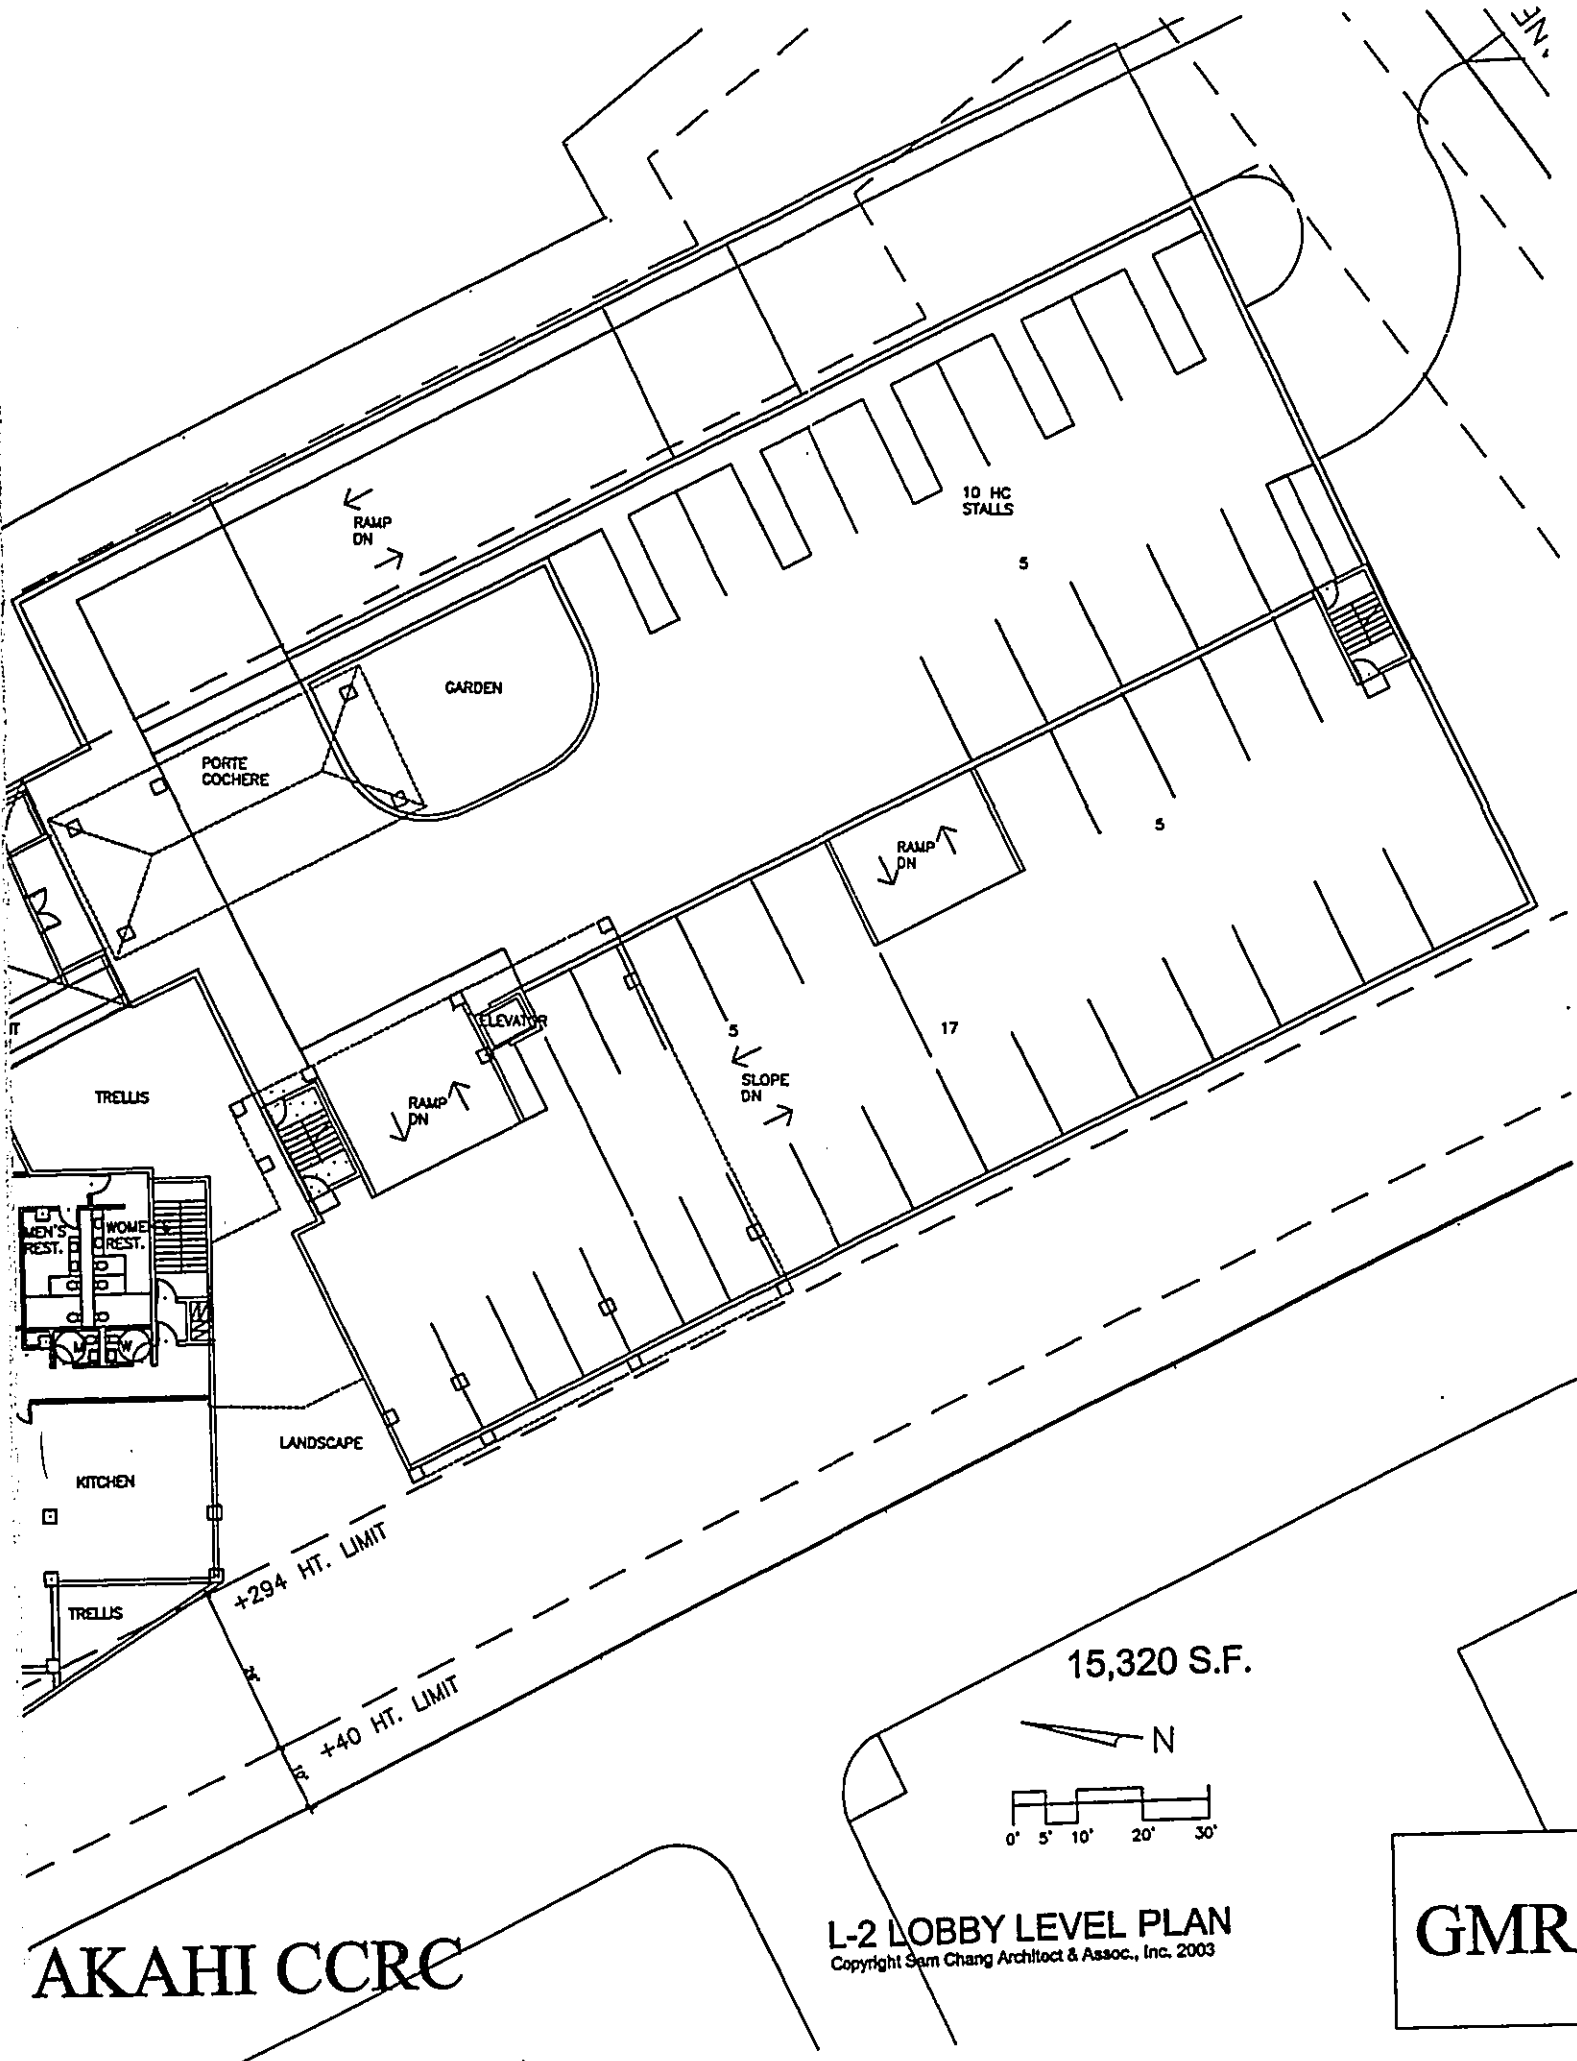 RAMP
DN
10 HC
STALLS
5
GARDEN
PORTE
COCHERE
RAMP
DN
5
ELEVATOR
5
17
SLOPE
DN
TRELLIS
RAMP
DN
MEN'S
REST.
REST.
M
W
LANDSCAPE
KITCHEN
+294 HT. LIMIT
TRELLIS
+40 HT. LIMIT
10'
15,320 S.F.
N
0' 5' 10' 20' 30'
L-2 LOBBY LEVEL PLAN
Copyright Sam Chang Architect & Assoc., Inc. 2003
AKAHI CCRC
GMR